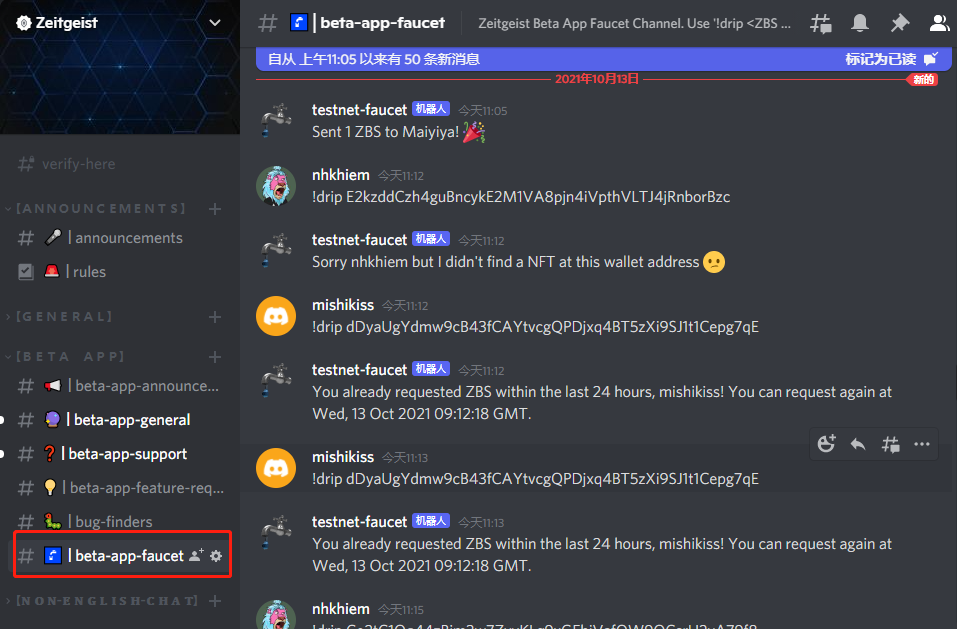 Zeitgeist
verify-here
[ANNOUNCEMENTS]
| announcements
| rules
[GENERAL]
[BETA APP]
| beta-app-announce...
| beta-app-general
| beta-app-support
| beta-app-feature-req...
| bug-finders
| beta-app-faucet
[NON-ENGLISH-CHAT]
| beta-app-faucet
Zeitgeist Beta App Faucet Channel. Use '!drip <ZBS ...
自从 上午11:05 以来有 50 条新消息
标记为已读
2021年10月13日
新的
testnet-faucet 机器人 今天11:05
Sent 1 ZBS to Maiyiya!
nhkhiem 今天11:12
!drip E2kzddCzh4guBncykE2M1VA8pjn4iVpthVLTJ4jRnborBzc
testnet-faucet 机器人 今天11:12
Sorry nhkhiem but I didn't find a NFT at this wallet address
mishikiss 今天11:12
!drip dDyaUgYdmw9cB43fCAYtvcgQPDjxq4BT5zXi9SJ1t1Cepg7qE
testnet-faucet 机器人 今天11:12
You already requested ZBS within the last 24 hours, mishikiss! You can request again at
Wed, 13 Oct 2021 09:12:18 GMT.
mishikiss 今天11:13
!drip dDyaUgYdmw9cB43fCAYtvcgQPDjxq4BT5zXi9SJ1t1Cepg7qE
testnet-faucet 机器人 今天11:13
You already requested ZBS within the last 24 hours, mishikiss! You can request again at
Wed, 13 Oct 2021 09:12:18 GMT.
nhkhiem 今天11:15
!drip